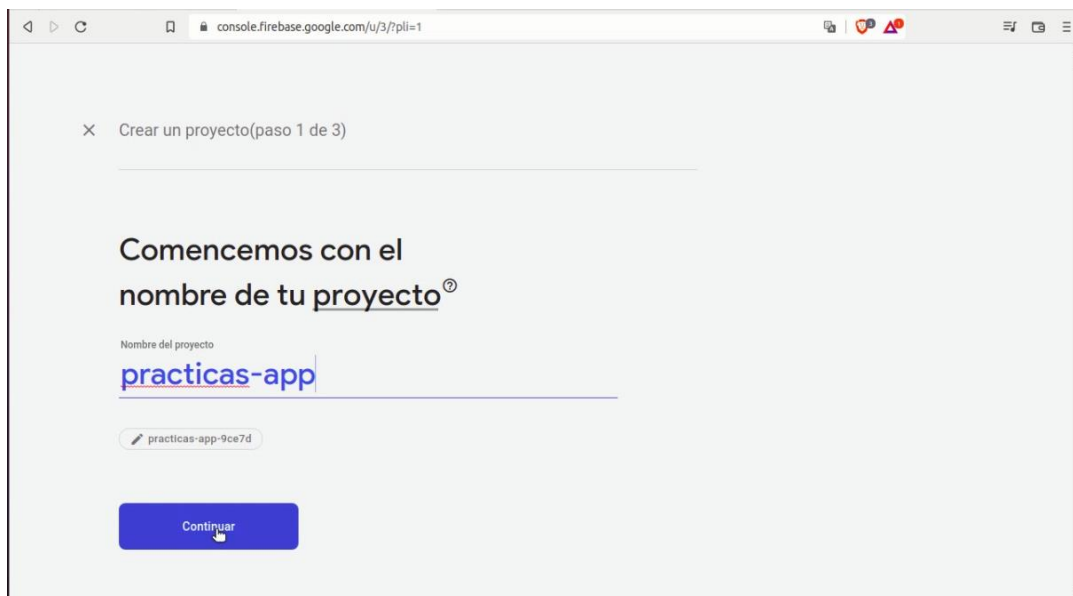 console.firebase.google.com/u/3/?pli=1
Crear un proyecto(paso 1 de 3)
Comencemos con el
nombre de tu proyecto
Nombre del proyecto
practicas-app
practicas-app-9ce7d
Continuar